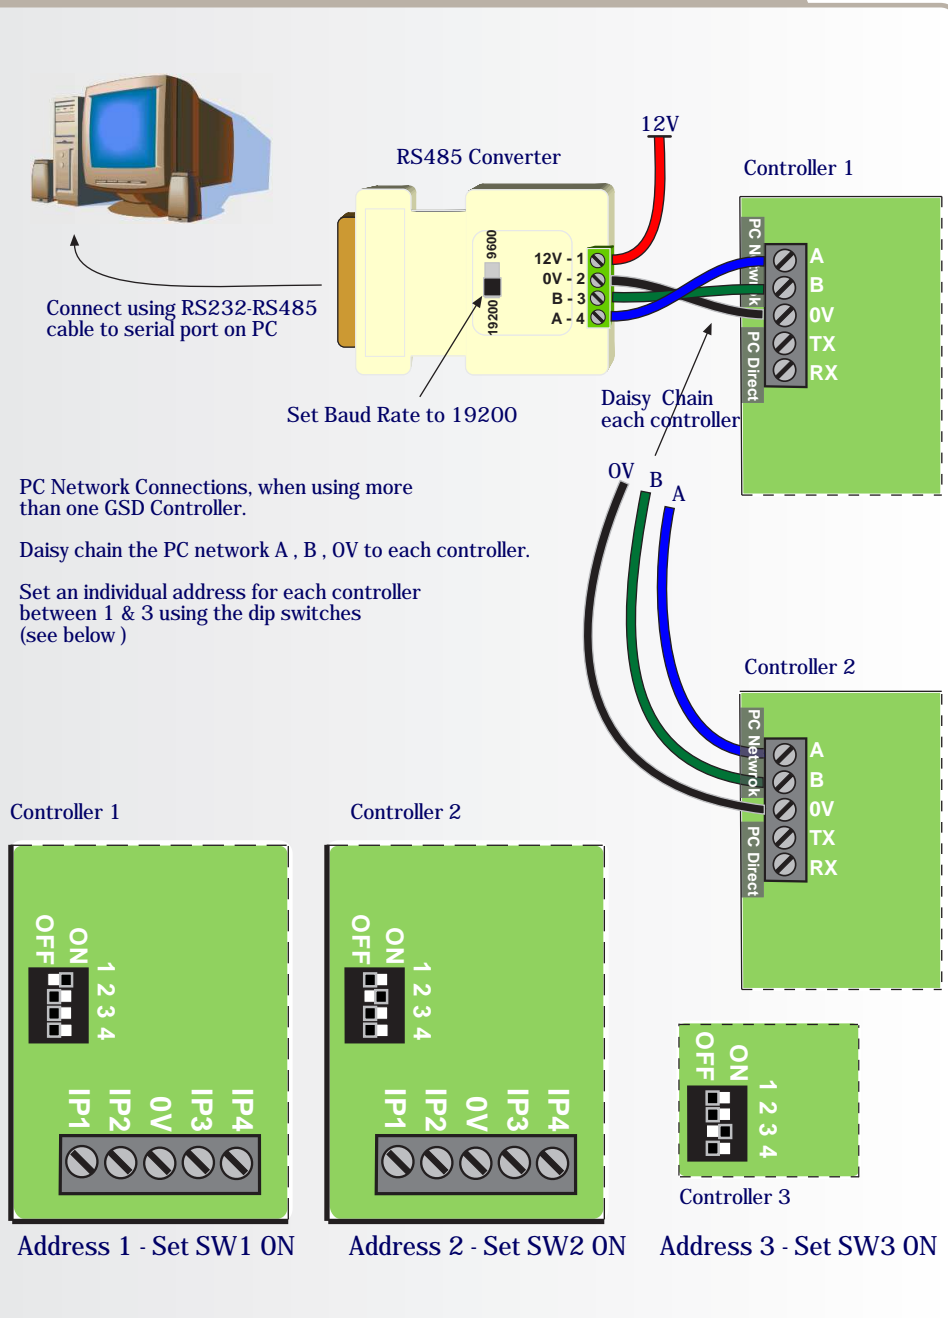 12V
RS485 Converter
Controller 1
9600
19200
12V - 1
0V - 2
B - 3
A - 4
PC Netwrok
PC Direct
A
B
0V
TX
RX
Connect using RS232-RS485
cable to serial port on PC
Set Baud Rate to 19200
Daisy Chain
each controller
0V
B
A
PC Network Connections, when using more
than one GSD Controller.
Daisy chain the PC network A , B , 0V to each controller.
Set an individual address for each controller
between 1 & 3 using the dip switches
(see below )
Controller 2
PC Netwrok
PC Direct
A
B
0V
TX
RX
Controller 1
OFF
ON
1 2 3 4
IP1
IP2
0V
IP3
IP4
Address 1 - Set SW1 ON
Controller 2
OFF
ON
1 2 3 4
IP1
IP2
0V
IP3
IP4
Address 2 - Set SW2 ON
OFF
ON
1 2 3 4
Controller 3
Address 3 - Set SW3 ON